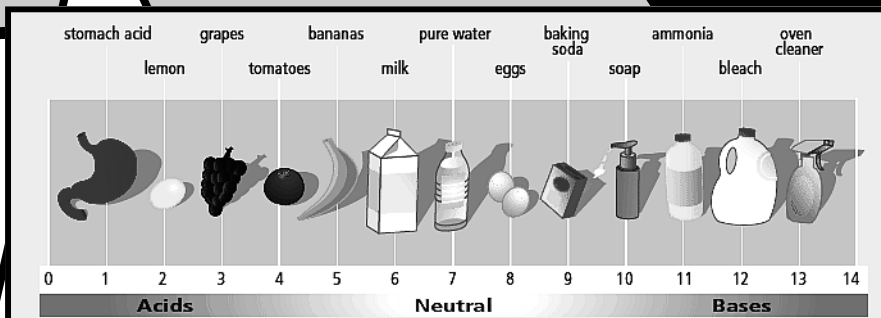 stomach acid grapes bananas pure water baking soda ammonia oven cleaner
lemon tomatoes milk eggs soap bleach
0 1 2 3 4 5 6 7 8 9 10 11 12 13 14
Acids Neutral Bases